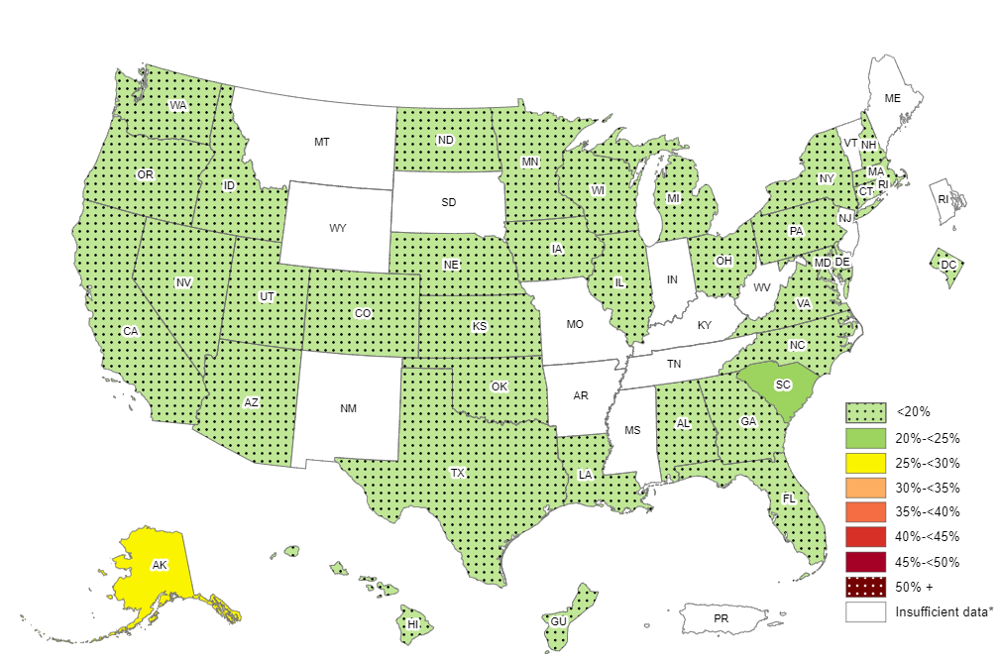 ME
WA
MT
ND
VT
NH
MN
MA
OR
ID
WI
NY
RI
CT
MI
RI
SD
NJ
WY
PA
IA
OH
MD
DE
DC
NE
NV
IL
IN
WV
UT
VA
CO
KS
MO
KY
CA
NC
TN
SC
OK
AR
AZ
NM
MS
AL
GA
TX
LA
FL
<20%
20%-<25%
25%-<30%
30%-<35%
35%-<40%
40%-<45%
45%-<50%
50% +
Insufficient data*
AK
HI
GU
PR